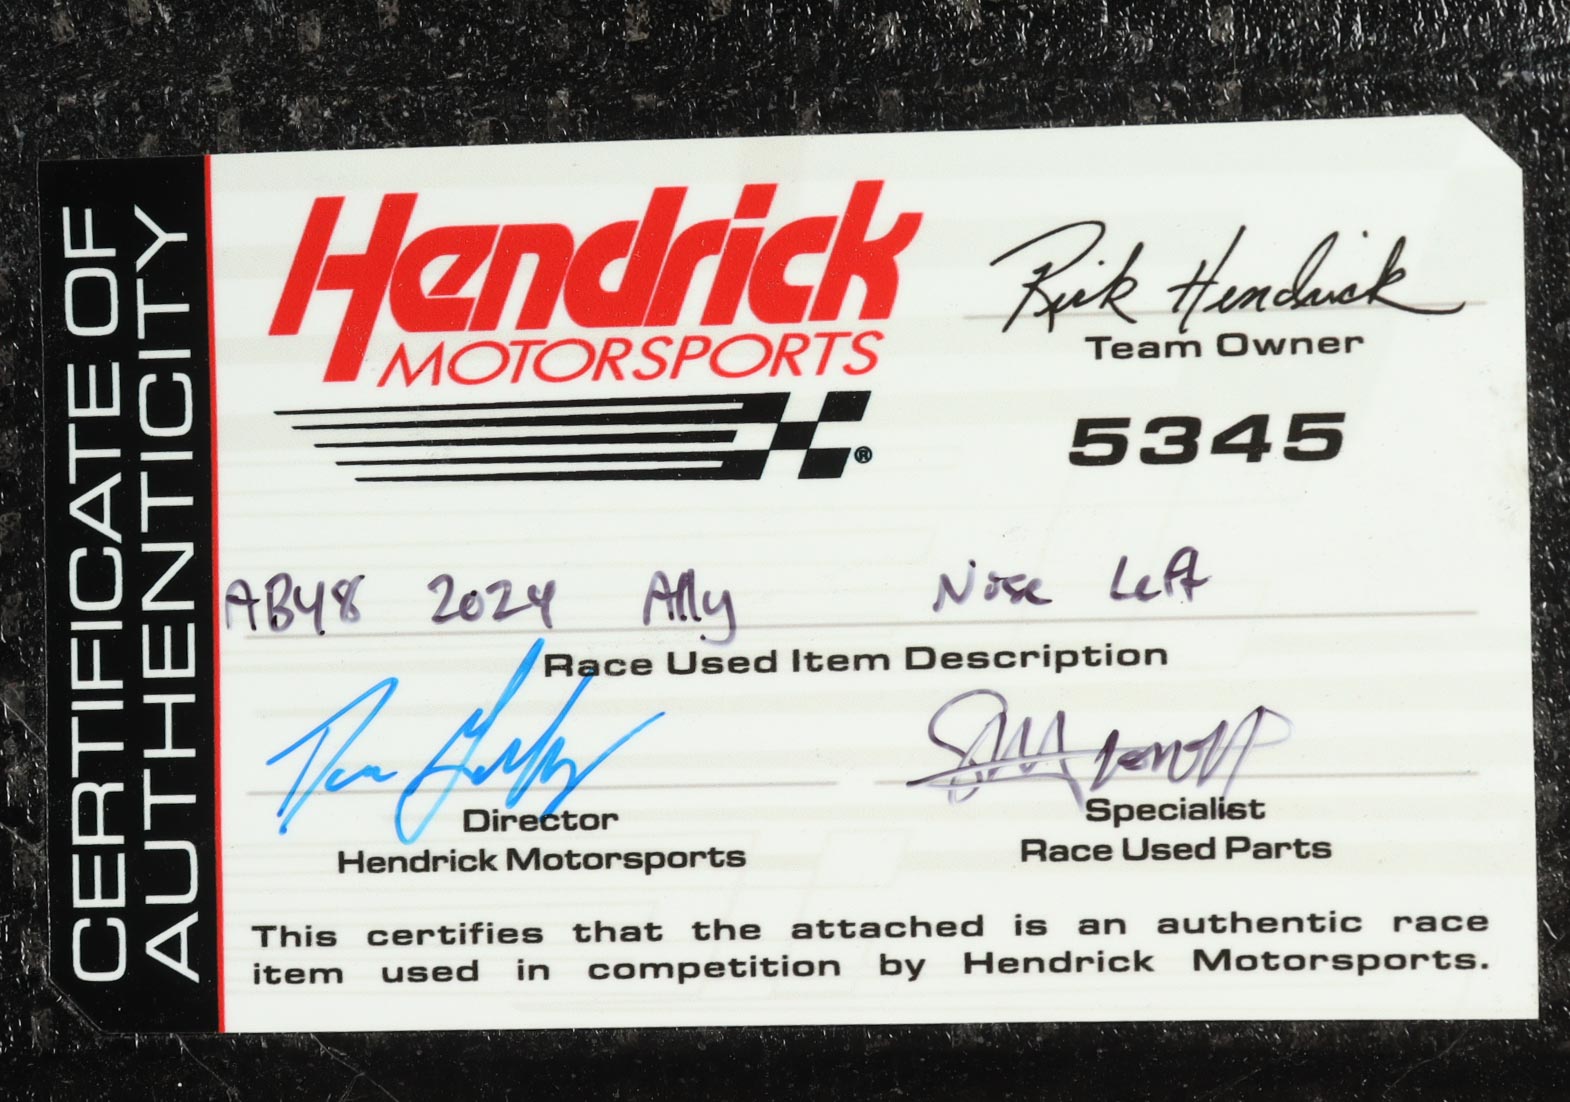 CERTIFICATE OF
AUTHENTICITY
Hendrick
MOTORSPORTS
®
Rick Hendrick
Team Owner
5345
AB48 2024 Ally Nose Left
Race Used Item Description
Director
Hendrick Motorsports
Specialist
Race Used Parts
This certifies that the attached is an authentic race
item used in competition by Hendrick Motorsports.